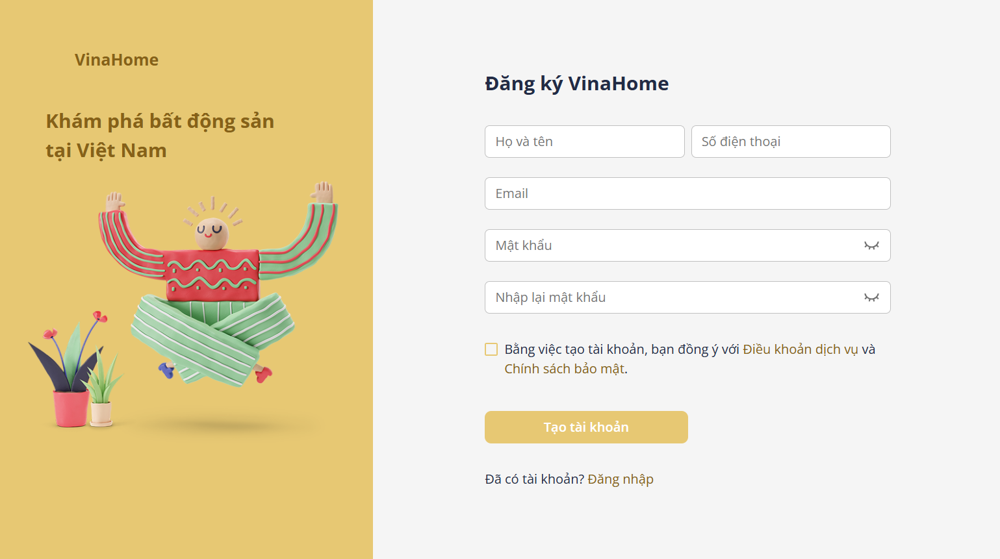 VinaHome
Khám phá bất động sản
tại Việt Nam
Đăng ký VinaHome
Họ và tên
Số điện thoại
Email
Mật khẩu
Nhập lại mật khẩu
Bằng việc tạo tài khoản, bạn đồng ý với Điều khoản dịch vụ và
Chính sách bảo mật.
Tạo tài khoản
Đã có tài khoản? Đăng nhập